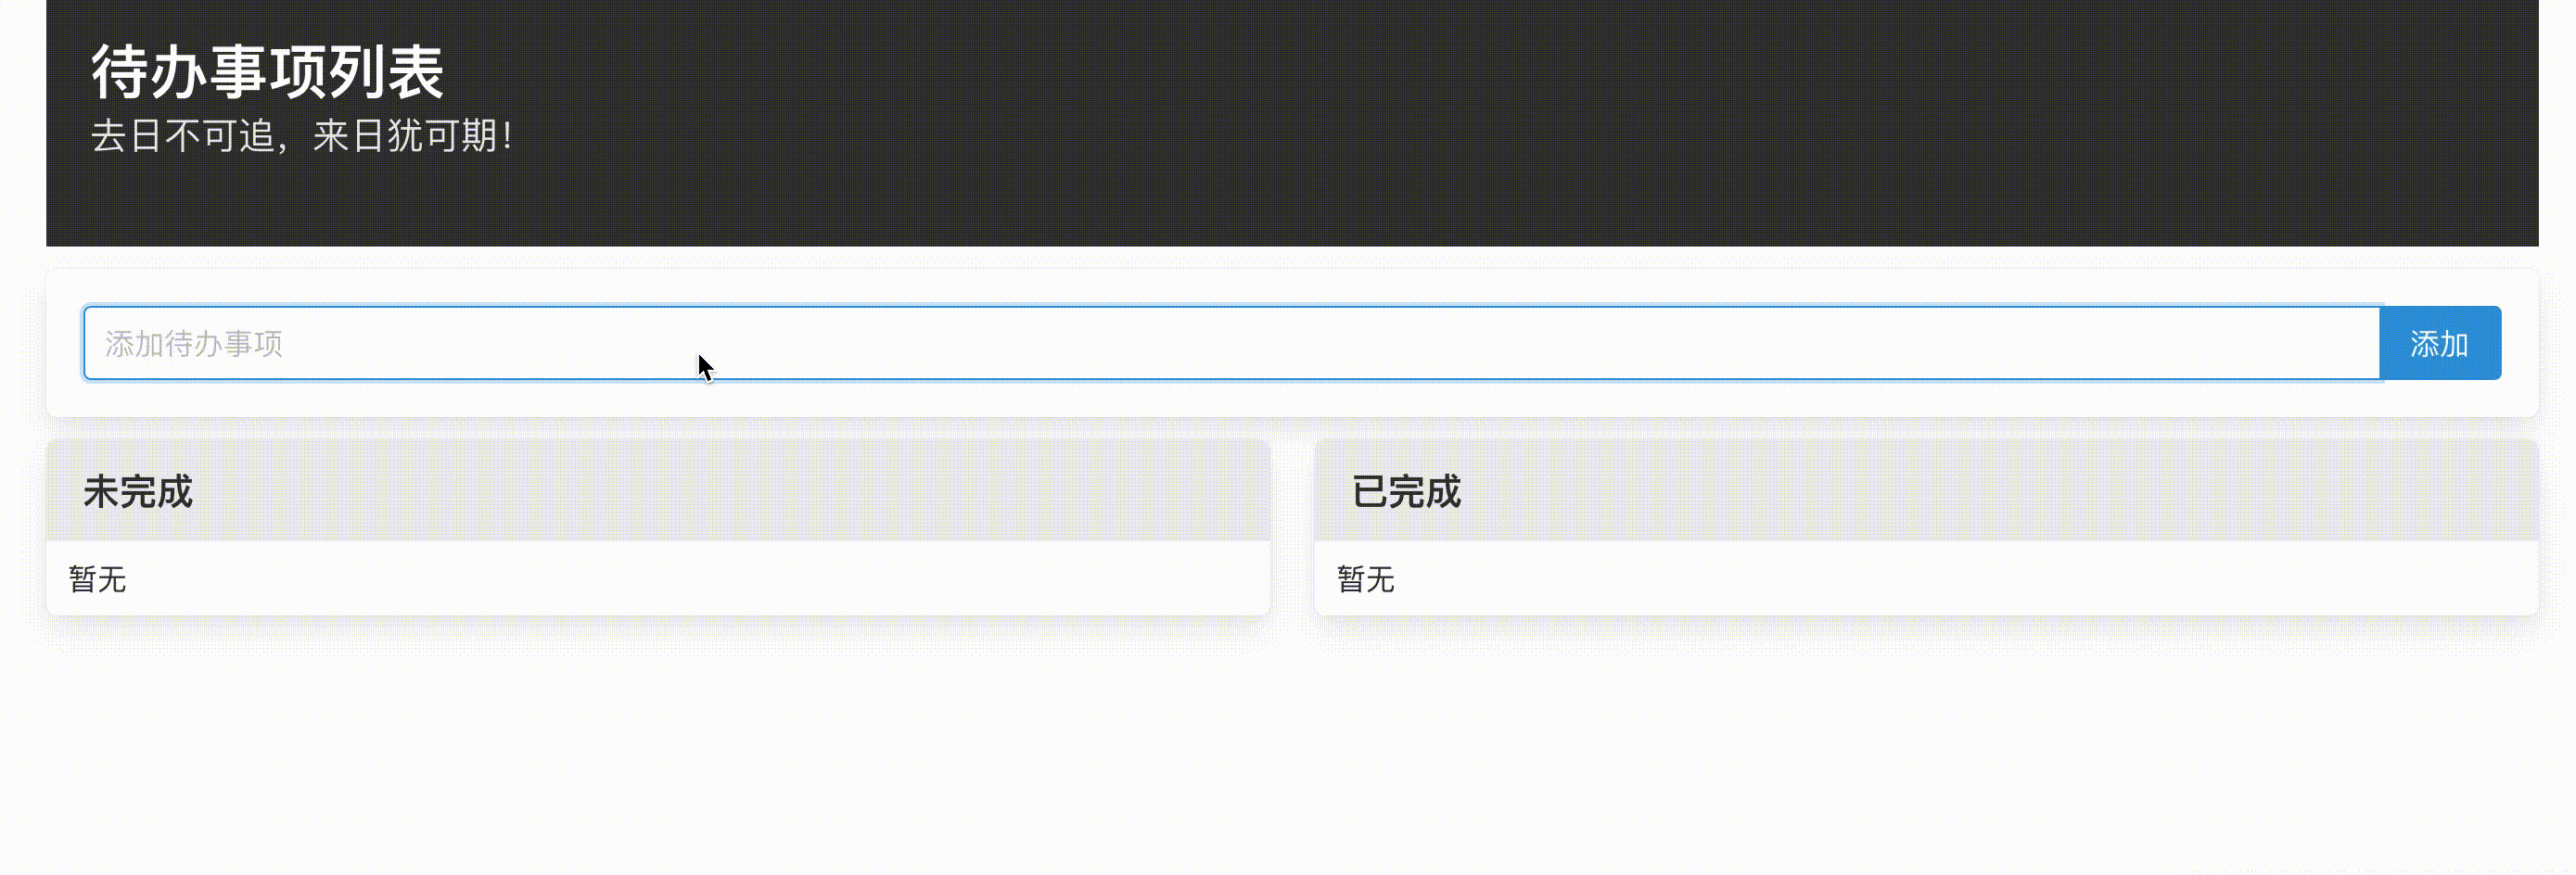 待办事项列表
去日不可追，来日犹可期！
添加待办事项
添加
未完成
已完成
暂无
暂无